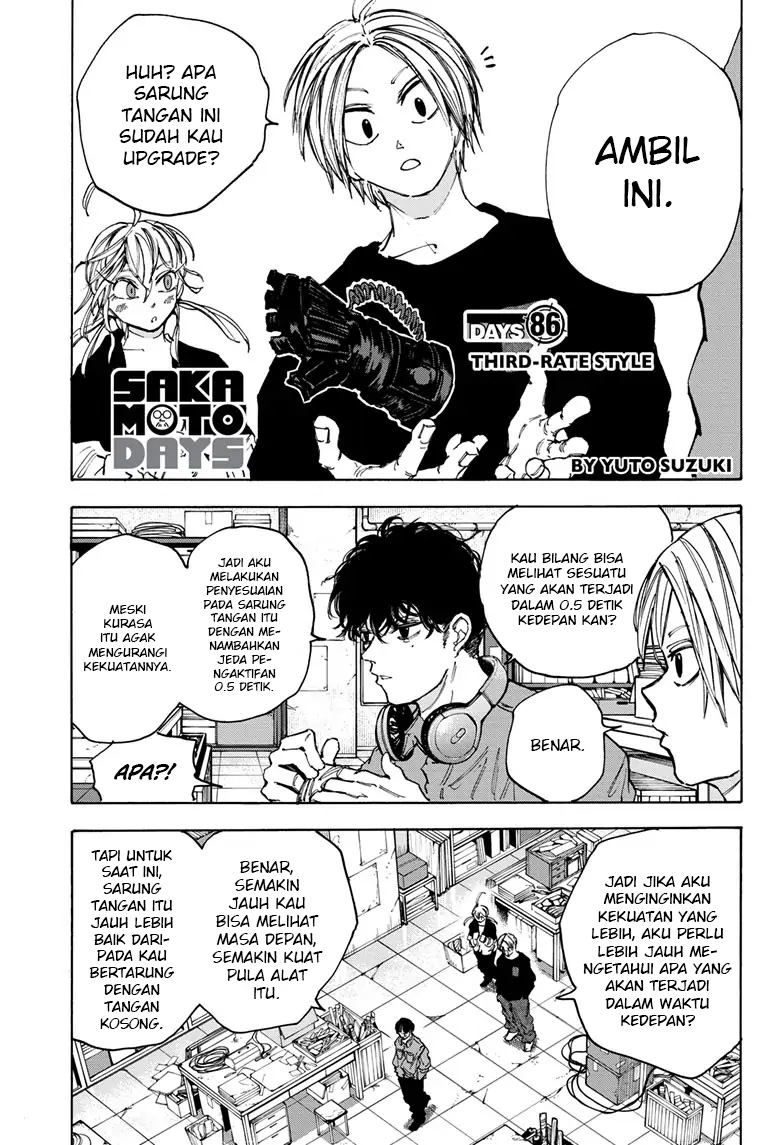 AMBIL
INI.
HUH? APA
SARUNG
TANGAN INI
SUDAH KAU
UPGRADE?
DAYS 86
THIRD-RATE STYLE
SAKA
MOTO
DAYS
BY YUTO SUZUKI
KAU BILANG BISA
MELIHAT SESUATU
YANG AKAN TERJADI
DALAM 0.5 DETIK
KEDEPAN KAN?
BENAR.
JADI AKU
MELAKUKAN
PENYESUAIAN
PADA SARUNG
TANGAN ITU
DENGAN ME-
NAMBAHKAN
JEDA PE-
NGAKTIFAN
0.5 DETIK.
MESKI
KURASA
ITU AGAK
MENGURANGI
KEKUATANNYA.
APA?!
JADI JIKA AKU
MENGINGINKAN
KEKUATAN YANG
LEBIH, AKU PERLU
LEBIH JAUH ME-
NGETAHUI APA YANG
AKAN TERJADI
DALAM WAKTU
KEDEPAN?
BENAR,
SEMAKIN
JAUH KAU
BISA MELIHAT
MASA DEPAN,
SEMAKIN KUAT
PULA ALAT
ITU.
TAPI UNTUK
SAAT INI,
SARUNG
TANGAN ITU
JAUH LEBIH
BAIK DARI-
PADA KAU
BERTARUNG
DENGAN
TANGAN
KOSONG.